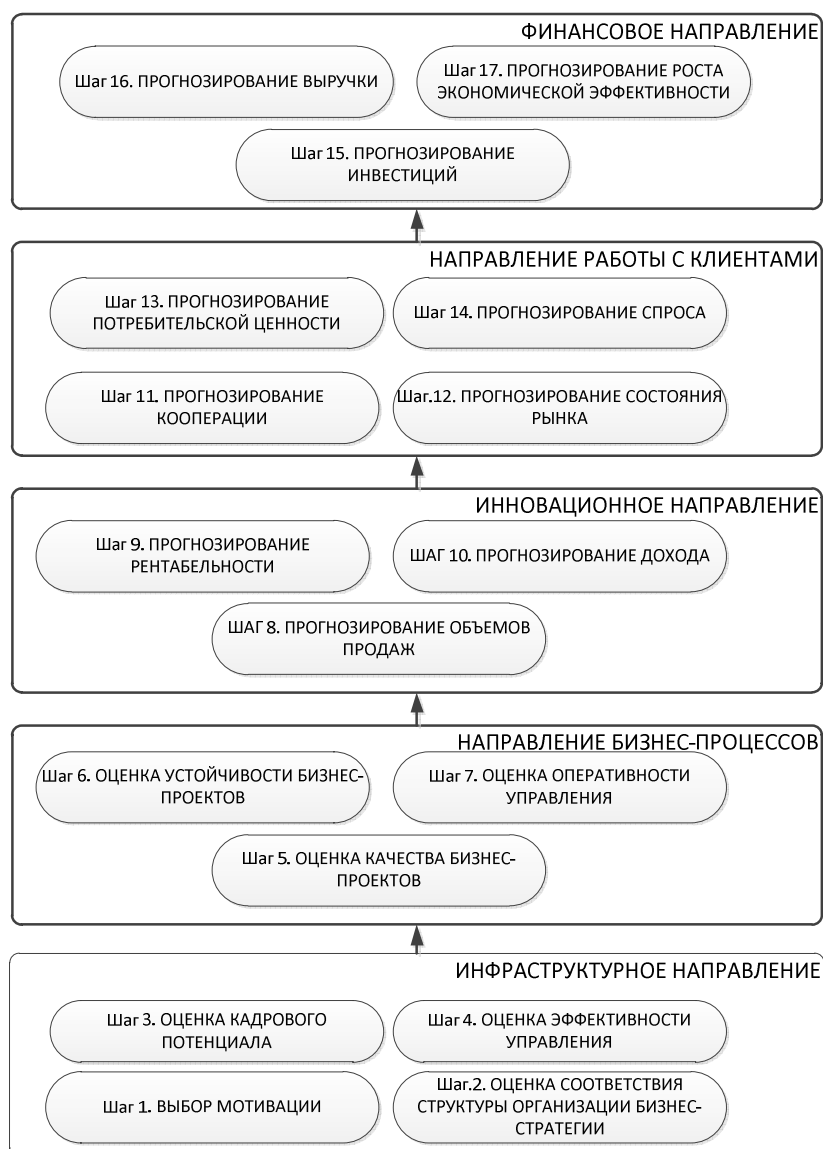 ФИНАНСОВОЕ НАПРАВЛЕНИЕ
Шаг 16. ПРОГНОЗИРОВАНИЕ ВЫРУЧКИ
Шаг 17. ПРОГНОЗИРОВАНИЕ РОСТА
ЭКОНОМИЧЕСКОЙ ЭФФЕКТИВНОСТИ
Шаг 15. ПРОГНОЗИРОВАНИЕ
ИНВЕСТИЦИЙ
НАПРАВЛЕНИЕ РАБОТЫ С КЛИЕНТАМИ
Шаг 13. ПРОГНОЗИРОВАНИЕ
ПОТРЕБИТЕЛЬСКОЙ ЦЕННОСТИ
Шаг 14. ПРОГНОЗИРОВАНИЕ СПРОСА
Шаг 11. ПРОГНОЗИРОВАНИЕ
КООПЕРАЦИИ
Шаг.12. ПРОГНОЗИРОВАНИЕ СОСТОЯНИЯ
РЫНКА
ИННОВАЦИОННОЕ НАПРАВЛЕНИЕ
Шаг 9. ПРОГНОЗИРОВАНИЕ
РЕНТАБЕЛЬНОСТИ
ШАГ 10. ПРОГНОЗИРОВАНИЕ ДОХОДА
ШАГ 8. ПРОГНОЗИРОВАНИЕ ОБЪЕМОВ
ПРОДАЖ
НАПРАВЛЕНИЕ БИЗНЕС-ПРОЦЕССОВ
Шаг 6. ОЦЕНКА УСТОЙЧИВОСТИ БИЗНЕС-
ПРОЕКТОВ
Шаг 7. ОЦЕНКА ОПЕРАТИВНОСТИ
УПРАВЛЕНИЯ
Шаг 5. ОЦЕНКА КАЧЕСТВА БИЗНЕС-
ПРОЕКТОВ
ИНФРАСТРУКТУРНОЕ НАПРАВЛЕНИЕ
Шаг 3. ОЦЕНКА КАДРОВОГО
ПОТЕНЦИАЛА
Шаг 4. ОЦЕНКА ЭФФЕКТИВНОСТИ
УПРАВЛЕНИЯ
Шаг 1. ВЫБОР МОТИВАЦИИ
Шаг.2. ОЦЕНКА СООТВЕТСТВИЯ
СТРУКТУРЫ ОРГАНИЗАЦИИ БИЗНЕС-
СТРАТЕГИИ